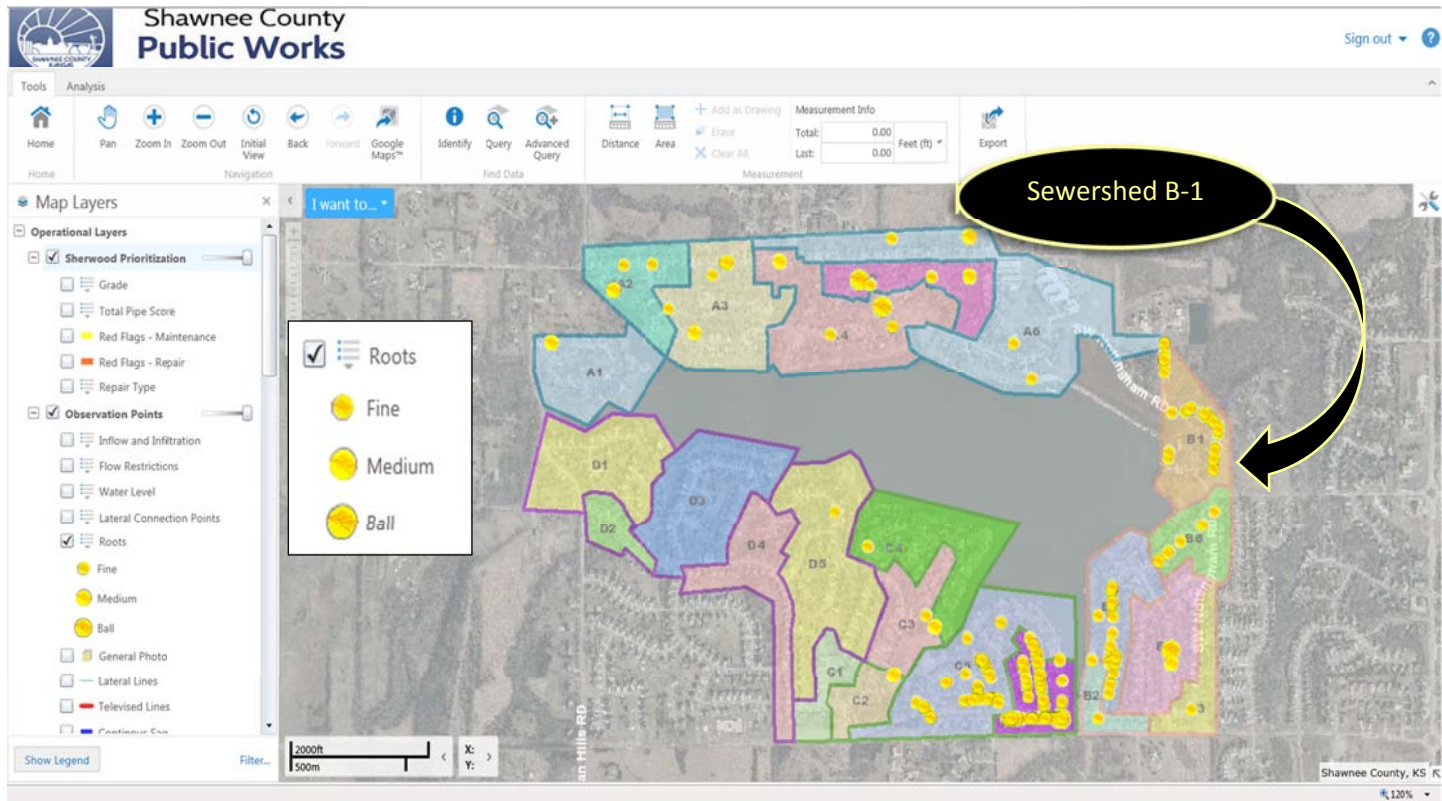 SHAWNEE COUNTY
KANSAS
Shawnee County
Public Works
Sign out
?
Tools Analysis
Home Pan Zoom In Zoom Out Initial View Back Forward Google Maps™ Identify Query Advanced Query Distance Area
+ Add as Drawing
Erase
Clear All
Measurement Info
Total: 0.00
Last: 0.00
Feet (ft)
Export
Home Navigation Find Data Measurement
Map Layers
I want to...
Sewershed B-1
Operational Layers
Sherwood Prioritization
Grade
Total Pipe Score
Red Flags - Maintenance
Red Flags - Repair
Repair Type
Observation Points
Inflow and Infiltration
Flow Restrictions
Water Level
Lateral Connection Points
Roots
Fine
Medium
Ball
General Photo
Lateral Lines
Televised Lines
Continous Sag
Show Legend Filter...
Roots
Fine
Medium
Ball
A2
A3
A6
A1
B1
D1
D3
D2
D4
D5
C4
B6
C3
C5
C1
C2
B2
2000ft
500m
X:
Y:
Shawnee County, KS
120%